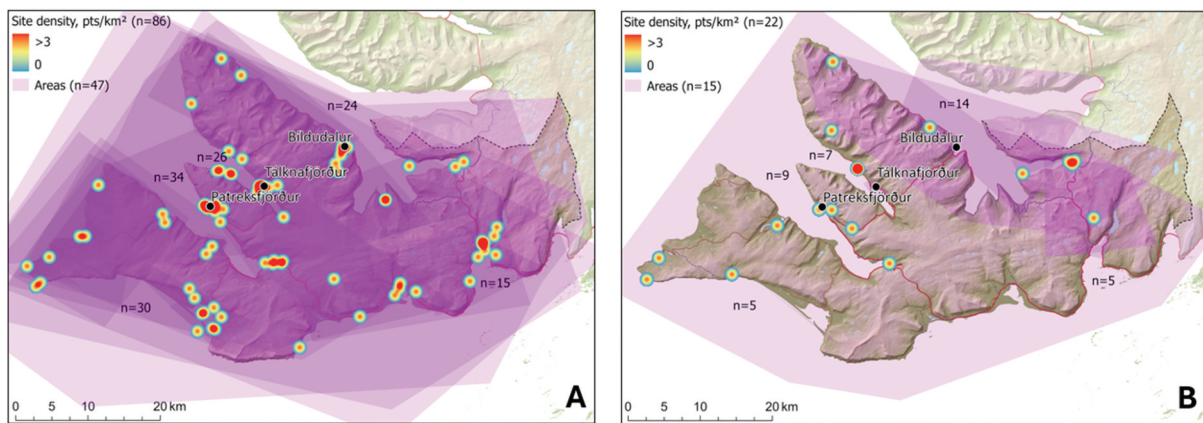 Site density, pts/km² (n=86)
>3
0
Areas (n=47)
n=24
Bíldudalur
n=26
Tálknafjörður
n=34
Patreksfjörður
n=15
n=30
0 5 10 20 km
A
Site density, pts/km² (n=22)
>3
0
Areas (n=15)
n=14
Bíldudalur
n=7
Tálknafjörður
n=9
Patreksfjörður
n=5
n=5
0 5 10 20 km
B